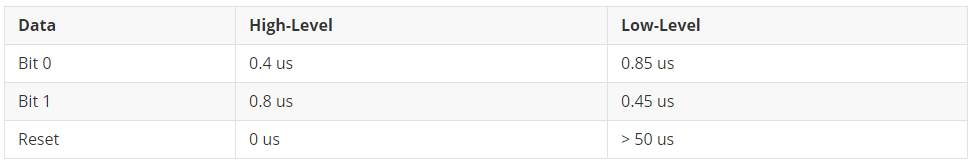 Data High-Level Low-Level
Bit 0 0.4 us 0.85 us
Bit 1 0.8 us 0.45 us
Reset 0 us > 50 us